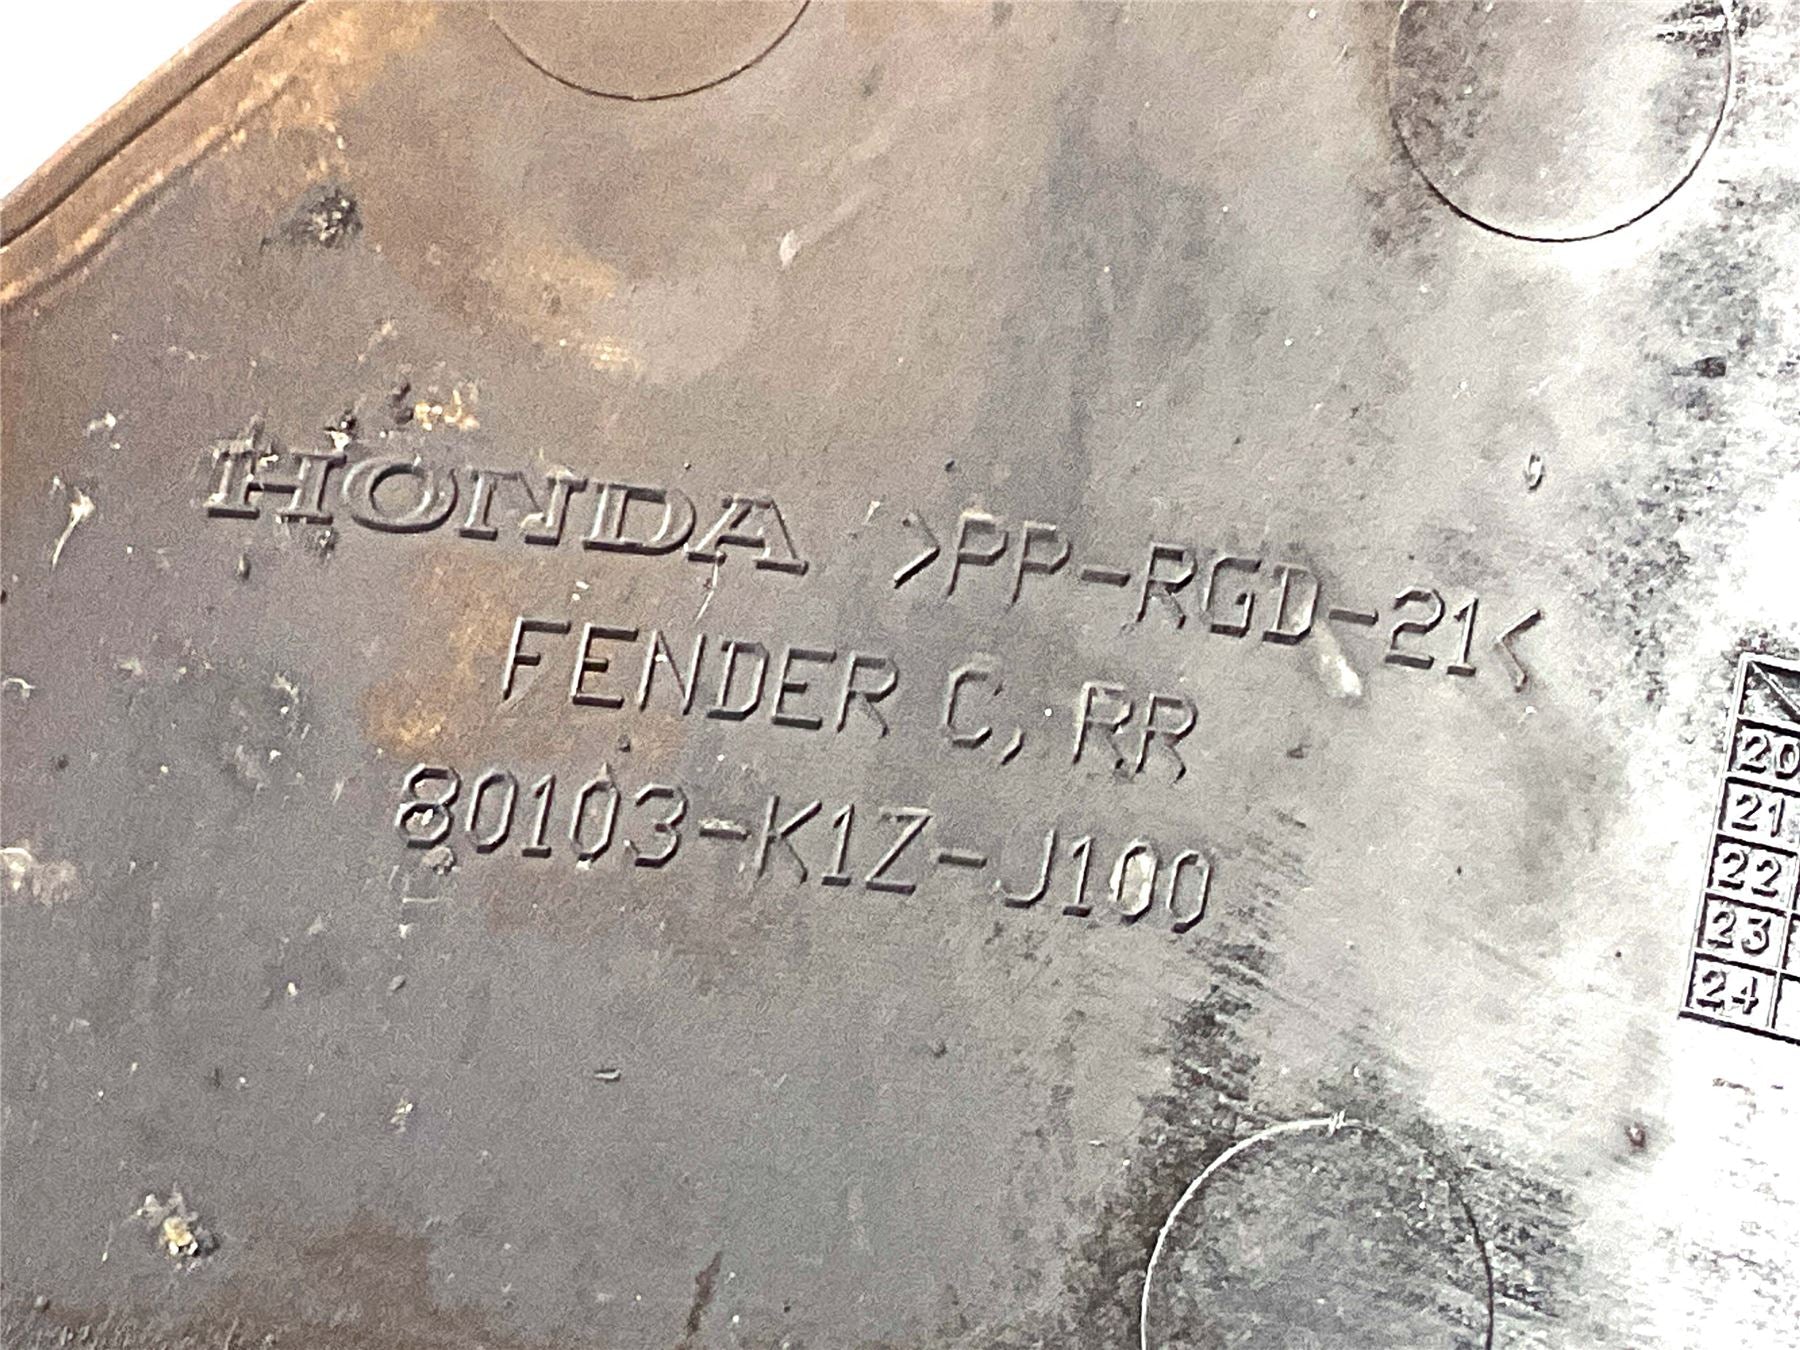 HONDA >PP-RGD-21<
FENDER C, RR
80103-K1Z-J100
20
21
22
23
24